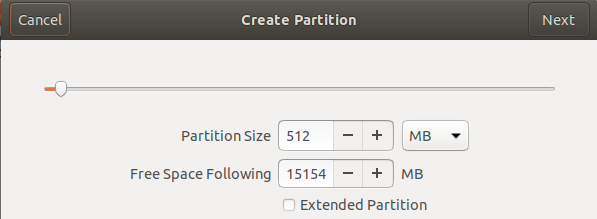 Cancel Create Partition Next
Partition Size 512 − + MB
Free Space Following 15154 − + MB
Extended Partition